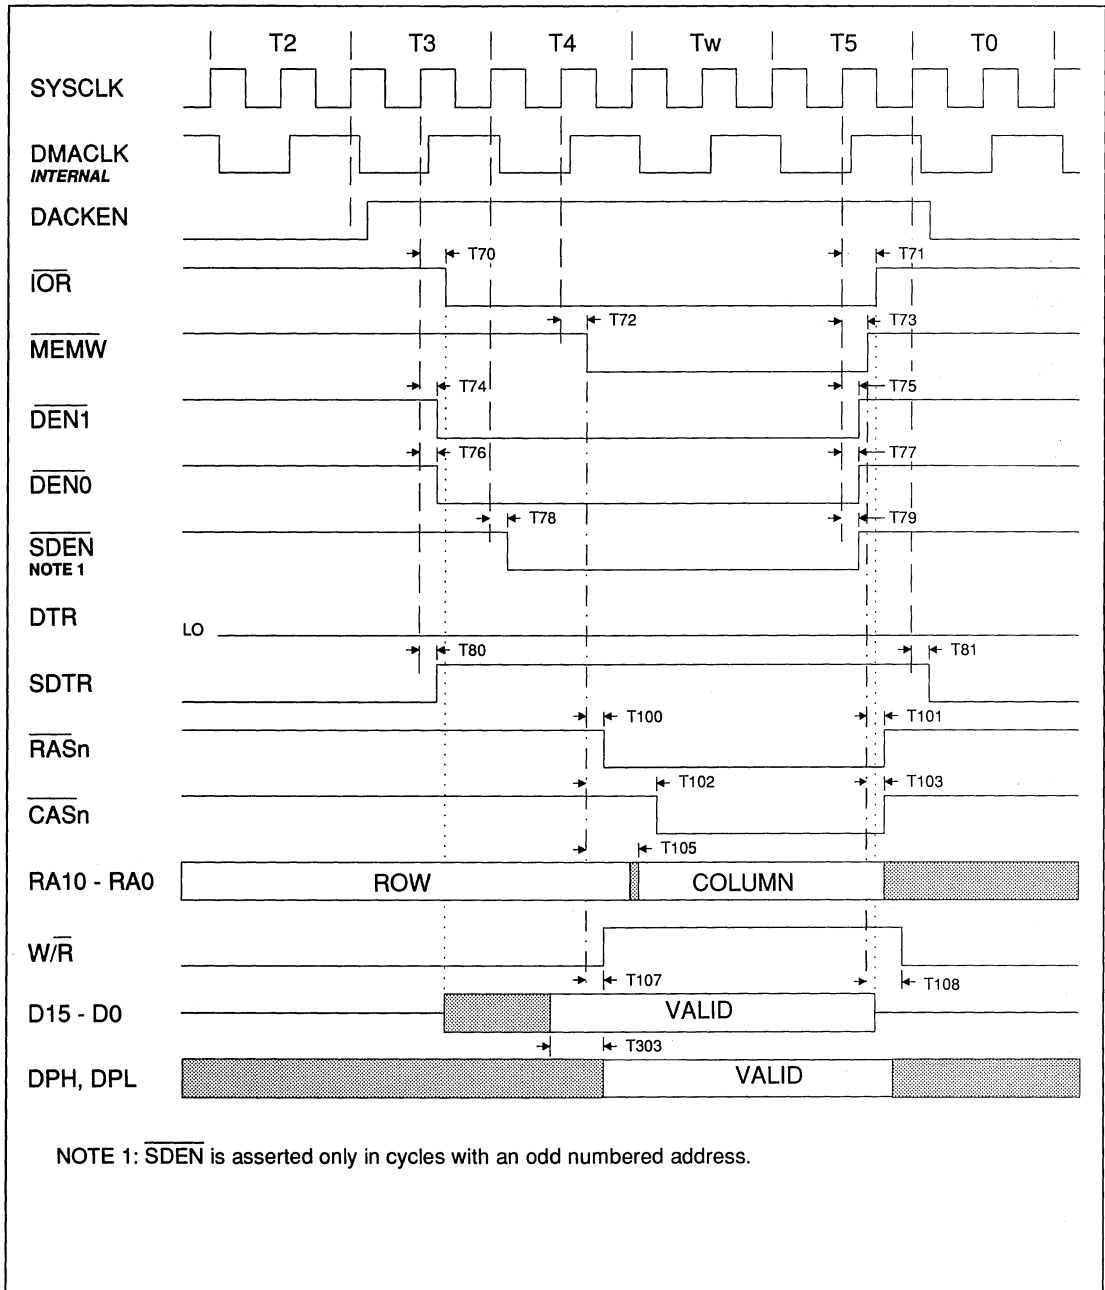 T2 T3 T4 Tw T5 T0
SYSCLK
DMACLK
INTERNAL
DACKEN
T70 T71
IOR
T72 T73
MEMW
T74 T75
DEN1
T76 T77
DEN0
T78 T79
SDEN
NOTE 1
DTR
LO
T80 T81
SDTR
T100 T101
RASn
T102 T103
CASn
T105
RA10 - RA0 ROW COLUMN
W/R
T107 T108
D15 - D0 VALID
T303
DPH, DPL VALID
NOTE 1: SDEN is asserted only in cycles with an odd numbered address.